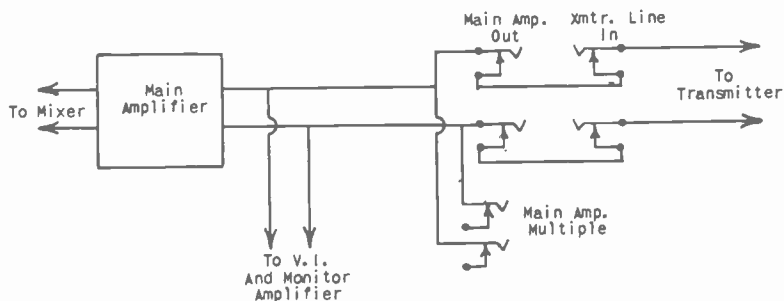 Main Amp.
Out
Xmtr. Line
In
Main
Amplifier
To Mixer
To
Transmitter
Main Amp.
Multiple
To V.I.
And Monitor
Amplifier